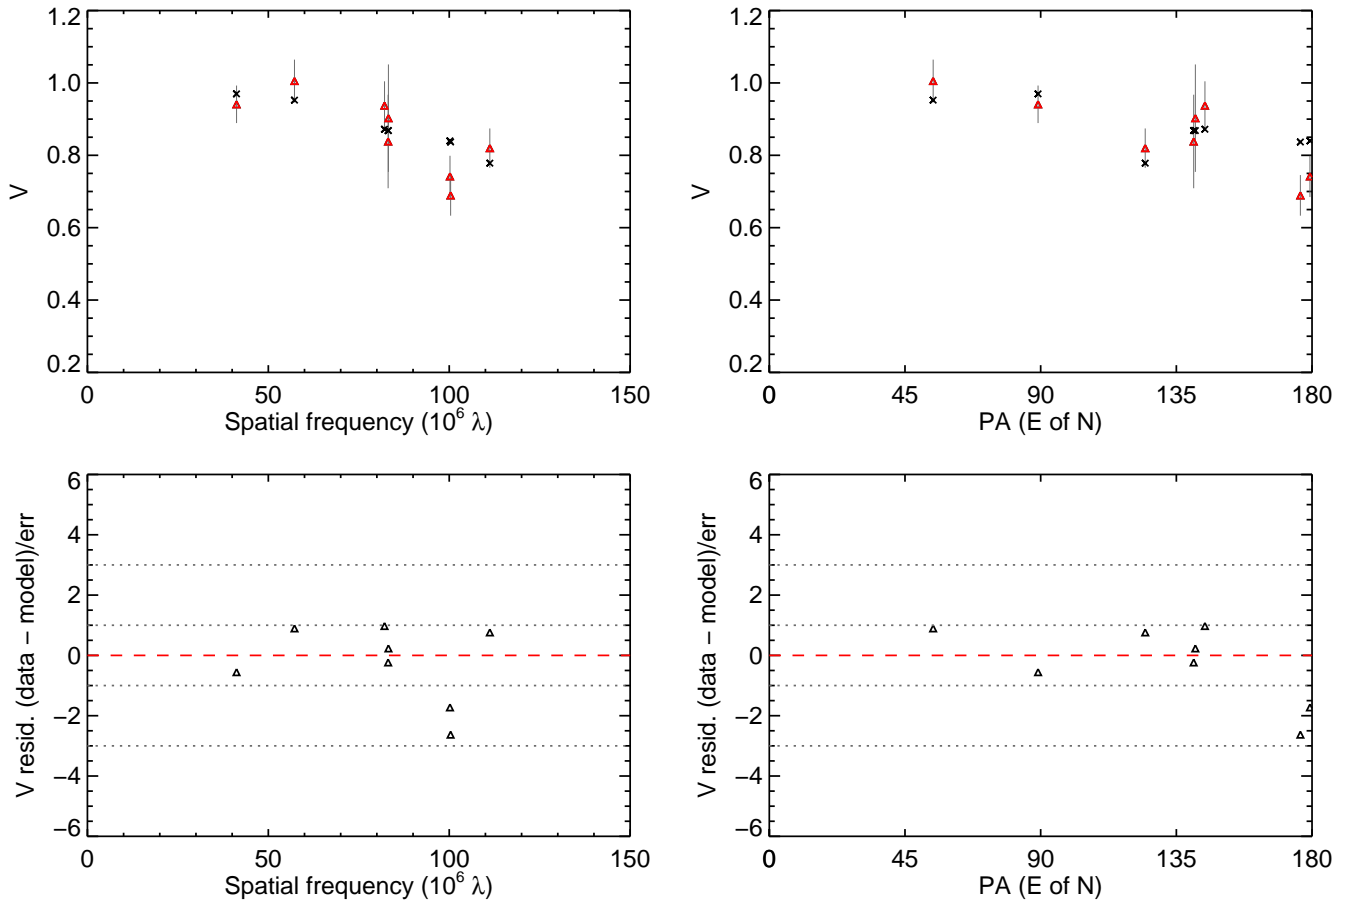 1.2
1.0
0.8
0.6
0.4
0.2
V
0 50 100 150
Spatial frequency (10⁶ λ)
1.2
1.0
0.8
0.6
0.4
0.2
V
0 45 90 135 180
PA (E of N)
6
4
2
0
−2
−4
−6
V resid. (data − model)/err
0 50 100 150
Spatial frequency (10⁶ λ)
6
4
2
0
−2
−4
−6
V resid. (data − model)/err
0 45 90 135 180
PA (E of N)